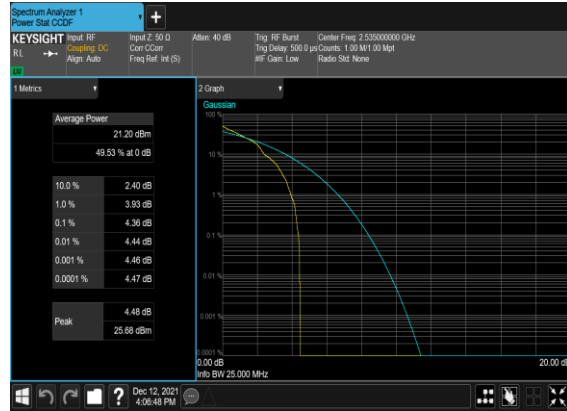 Spectrum Analyzer 1
Power Stat CCDF
+
KEYSIGHT
RL
Input: RF
Coupling: DC
Align: Auto
Input Z: 50 Ω
Corr CCorr
Freq Ref: Int (S)
Atten: 40 dB
Trig: RF Burst
Trig Delay: 500.0 µs
#IF Gain: Low
Center Freq: 2.535000000 GHz
Counts: 1.00 M/1.00 Mpt
Radio Std: None
1 Metrics
Average Power
21.20 dBm
49.53 % at 0 dB
10.0 % 2.40 dB
1.0 % 3.93 dB
0.1 % 4.36 dB
0.01 % 4.44 dB
0.001 % 4.46 dB
0.0001 % 4.47 dB
Peak
4.48 dB
25.68 dBm
2 Graph
Gaussian
100 %
10 %
1 %
0.1 %
0.01 %
0.001 %
0.0001 %
0.00 dB
20.00 dB
Info BW 25.000 MHz
?
Dec 12, 2021
4:06:48 PM